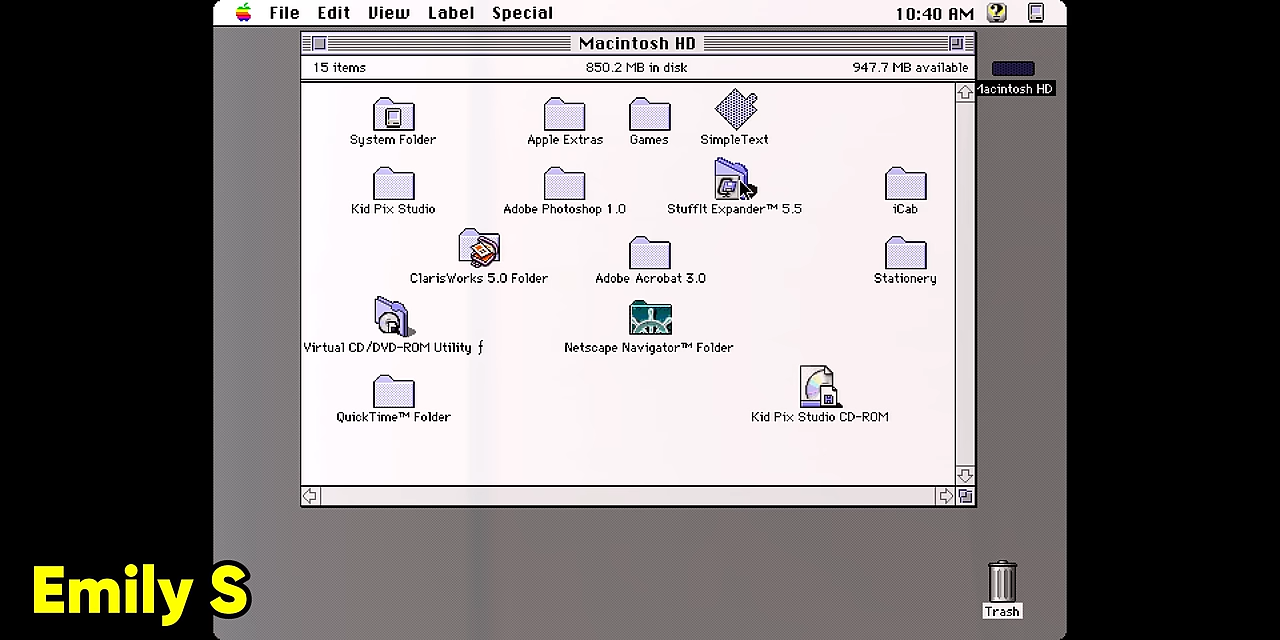 File Edit View Label Special 10:40 AM
Macintosh HD
15 items 850.2 MB in disk 947.7 MB available
Macintosh HD
System Folder Apple Extras Games SimpleText
Kid Pix Studio Adobe Photoshop 1.0 StuffIt Expander™ 5.5 iCab
ClarisWorks 5.0 Folder Adobe Acrobat 3.0 Stationery
Virtual CD/DVD-ROM Utility ƒ Netscape Navigator™ Folder
QuickTime™ Folder Kid Pix Studio CD-ROM
Emily S
Trash